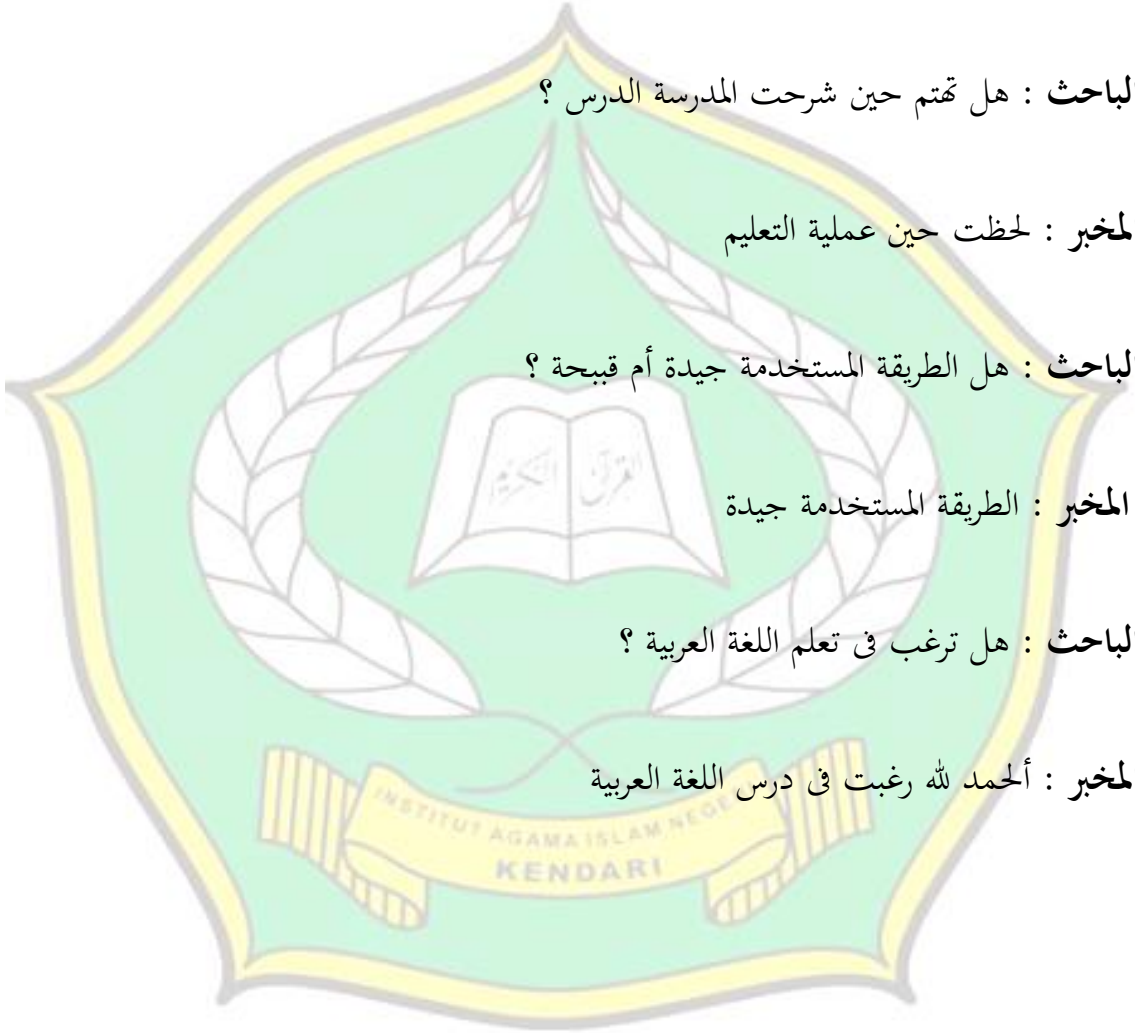 لباحث : هل تهتم حين شرحت المدرسة الدرس ؟
لمخبر : لحظت حين عملية التعليم
لباحث : هل الطريقة المستخدمة جيدة أم قبيحة ؟
القرآن الكريم
المخبر : الطريقة المستخدمة جيدة
لباحث : هل ترغب فى تعلم اللغة العربية ؟
لمخبر : ألحمد لله رغبت فى درس اللغة العربية
INSTITUT AGAMA ISLAM NEGERI
KENDARI